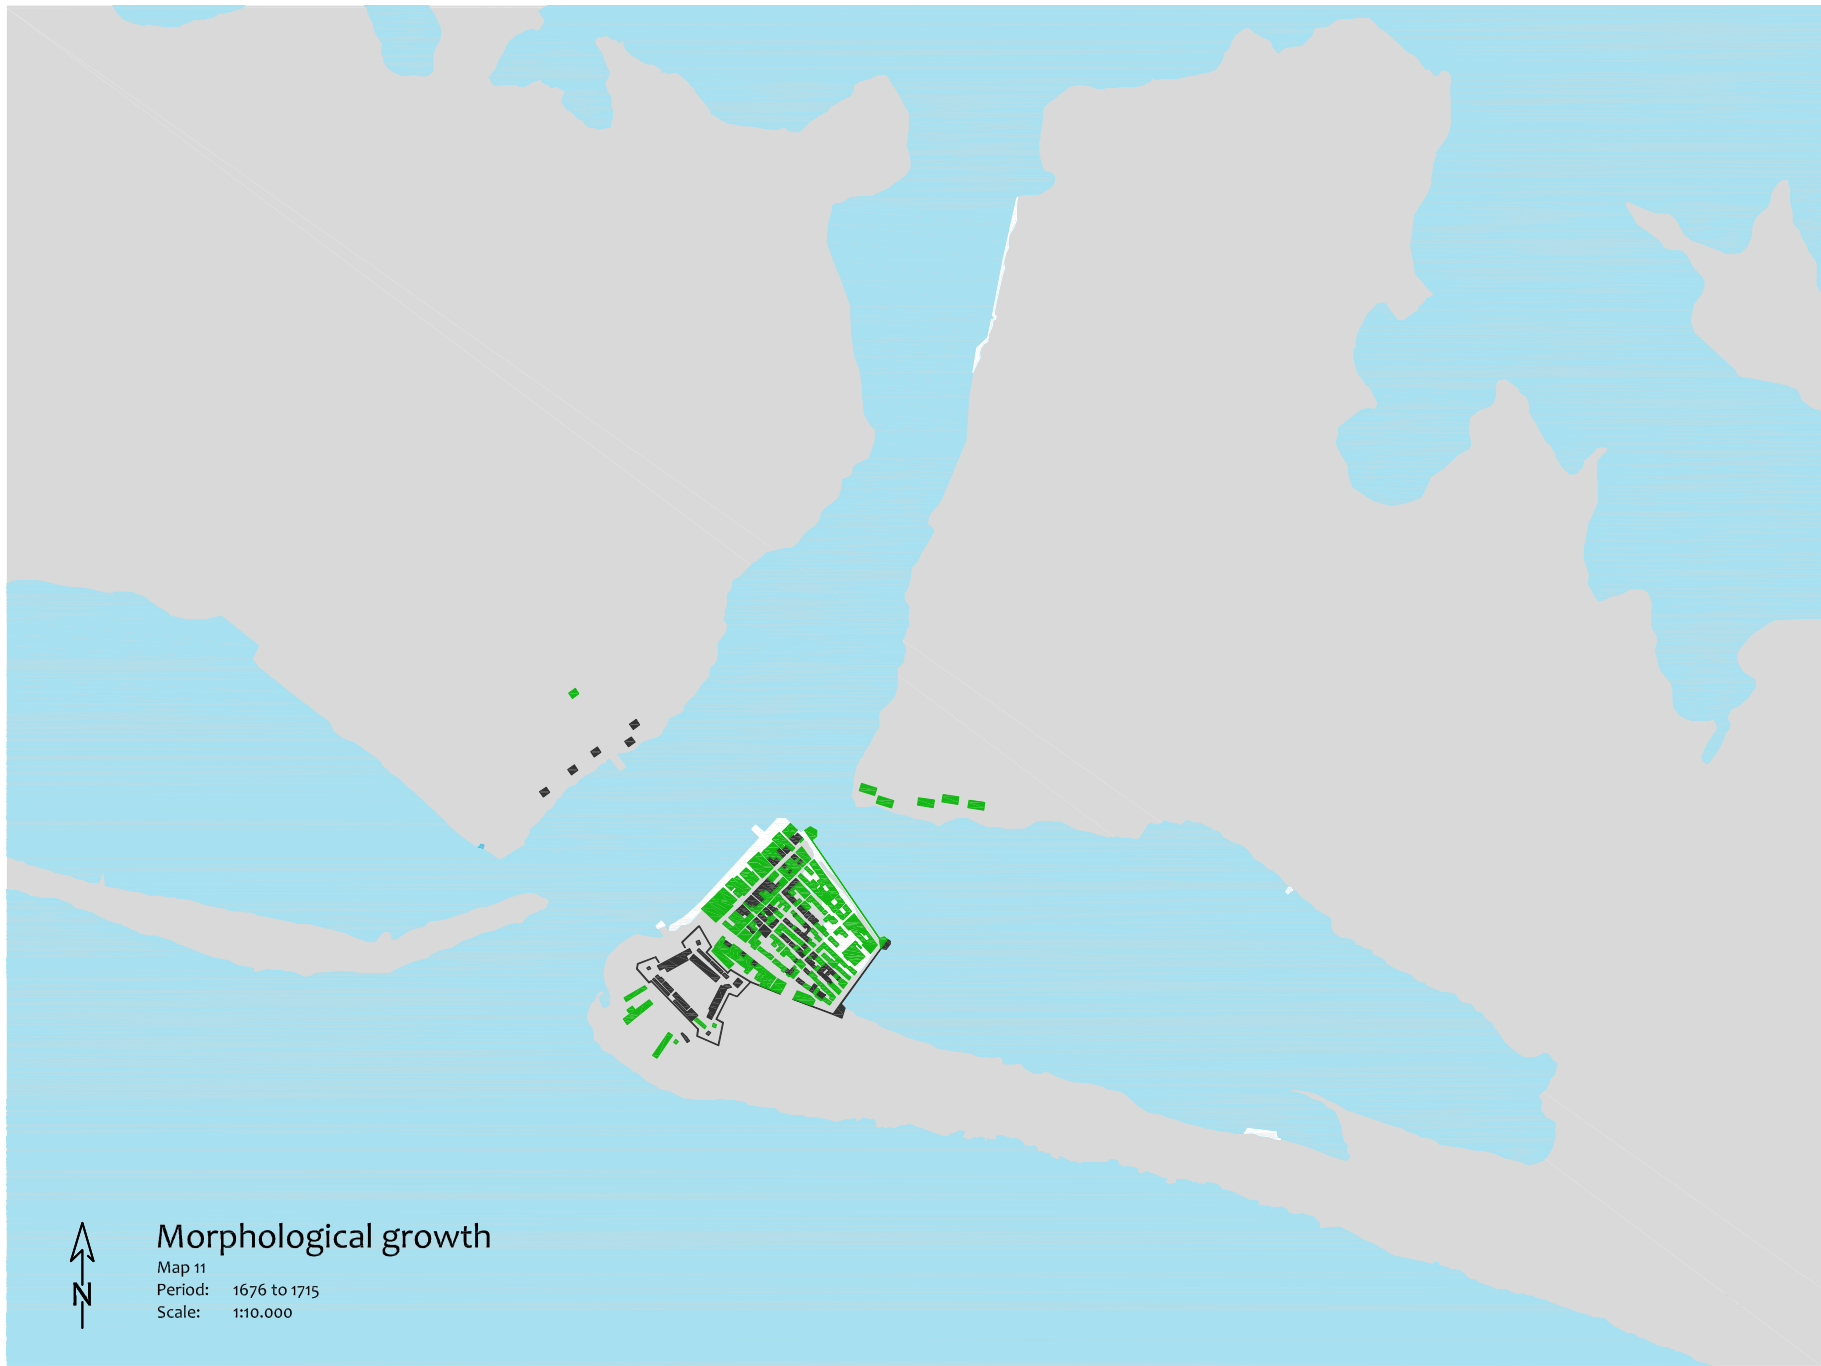 Morphological growth
Map 11
Period: 1676 to 1715
Scale: 1:10.000
N